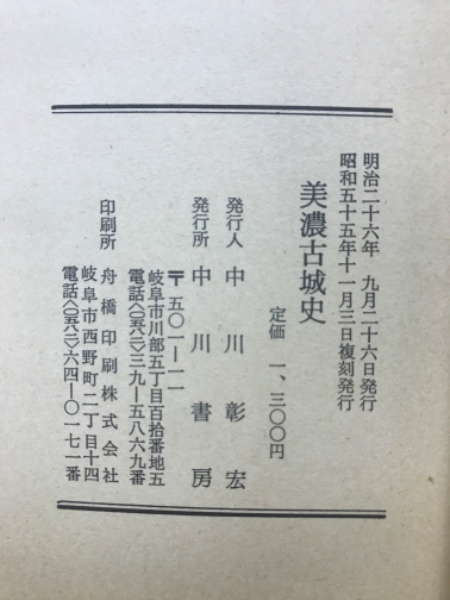 明治二十六年 九月二十六日発行
昭和五十五年十一月三日復刻発行
美濃古城史
定価 一、三〇〇円
発行人 中川彰宏
発行所 中川書房
〒五〇一―一一
岐阜市川部五丁目百拾番地五
電話〈〇五八二〉三九―五八六九番
印刷所 舟橋印刷株式会社
岐阜市西野町二丁目十四
電話〈〇五八二〉六四―〇一七一番